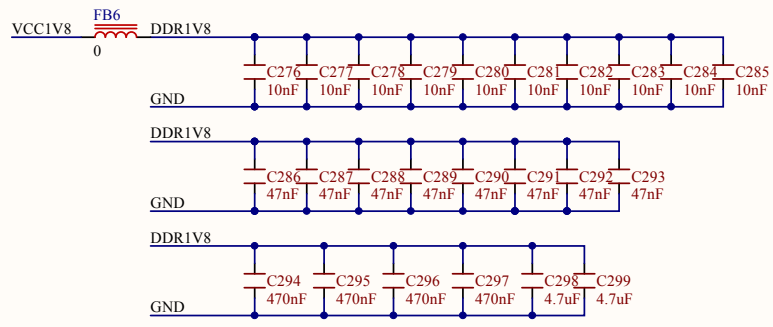 FB6
VCC1V8 DDR1V8
0
C276 C277 C278 C279 C280 C281 C282 C283 C284 C285
10nF 10nF 10nF 10nF 10nF 10nF 10nF 10nF 10nF 10nF
GND
DDR1V8
C286 C287 C288 C289 C290 C291 C292 C293
47nF 47nF 47nF 47nF 47nF 47nF 47nF 47nF
GND
DDR1V8
C294 C295 C296 C297 C298 C299
470nF 470nF 470nF 470nF 4.7uF 4.7uF
GND